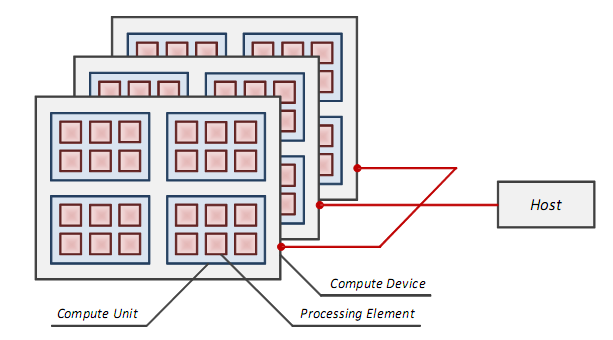 Host
Compute Device
Compute Unit
Processing Element